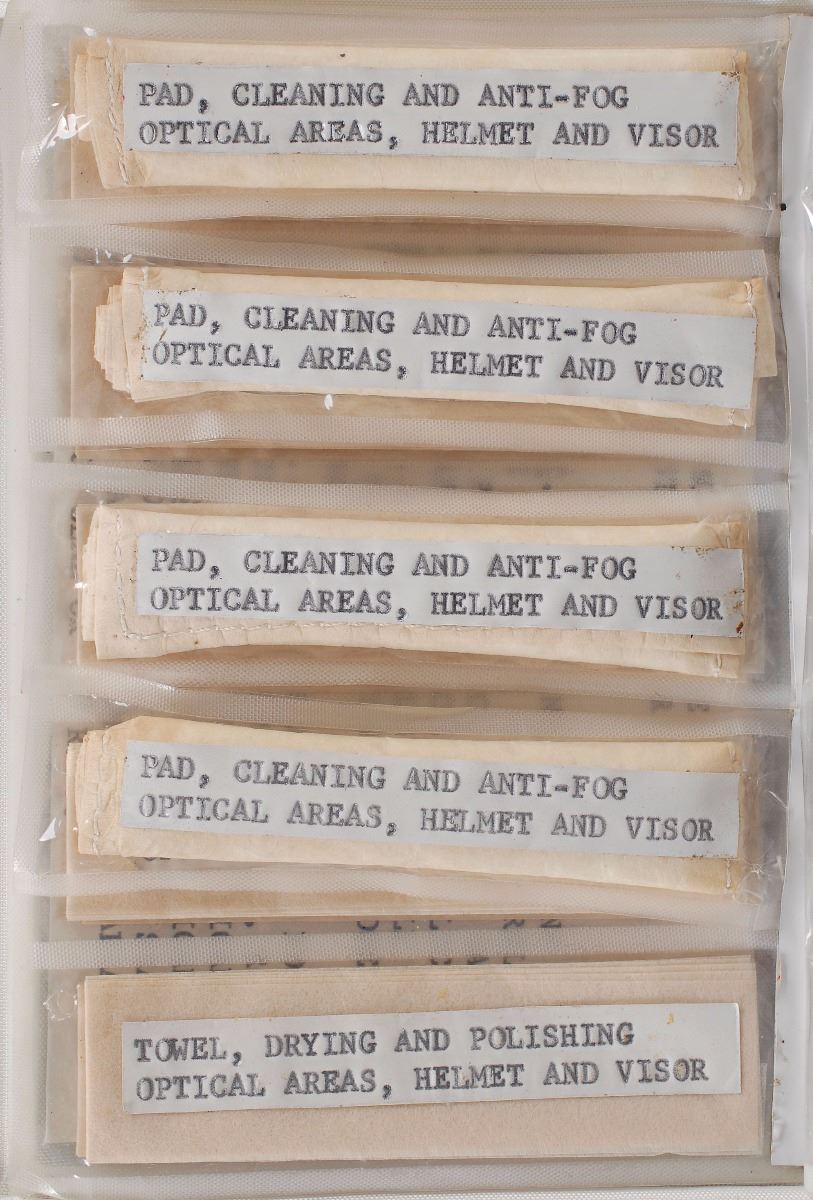 PAD, CLEANING AND ANTI-FOG
OPTICAL AREAS, HELMET AND VISOR
PAD, CLEANING AND ANTI-FOG
OPTICAL AREAS, HELMET AND VISOR
PAD, CLEANING AND ANTI-FOG
OPTICAL AREAS, HELMET AND VISOR
PAD, CLEANING AND ANTI-FOG
OPTICAL AREAS, HELMET AND VISOR
TOWEL, DRYING AND POLISHING
OPTICAL AREAS, HELMET AND VISOR